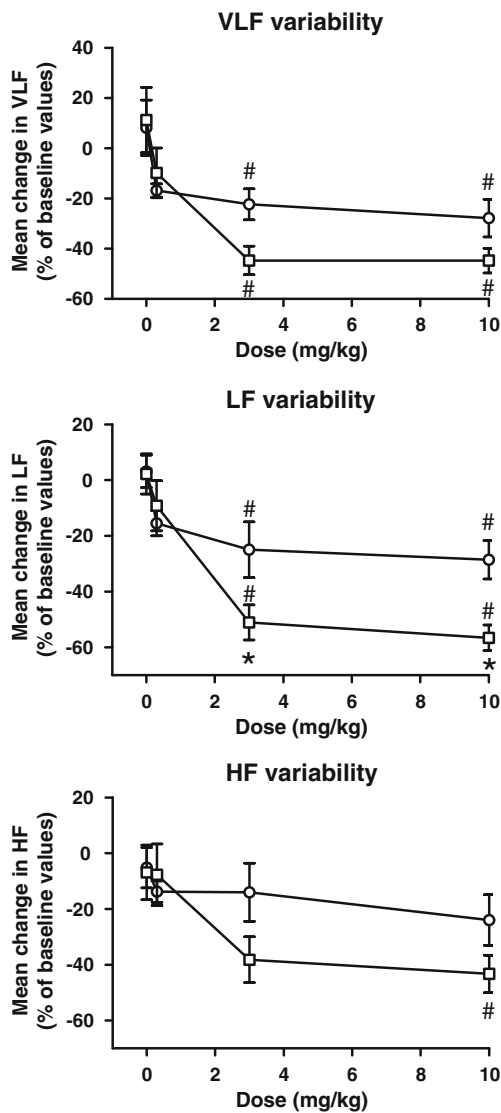 VLF variability
Mean change in VLF
(% of baseline values)
40
20
0
-20
-40
-60
#
#
#
#
0 2 4 6 8 10
Dose (mg/kg)
LF variability
Mean change in LF
(% of baseline values)
20
0
-20
-40
-60
#
#
#
#
*
*
0 2 4 6 8 10
Dose (mg/kg)
HF variability
Mean change in HF
(% of baseline values)
20
0
-20
-40
-60
#
0 2 4 6 8 10
Dose (mg/kg)